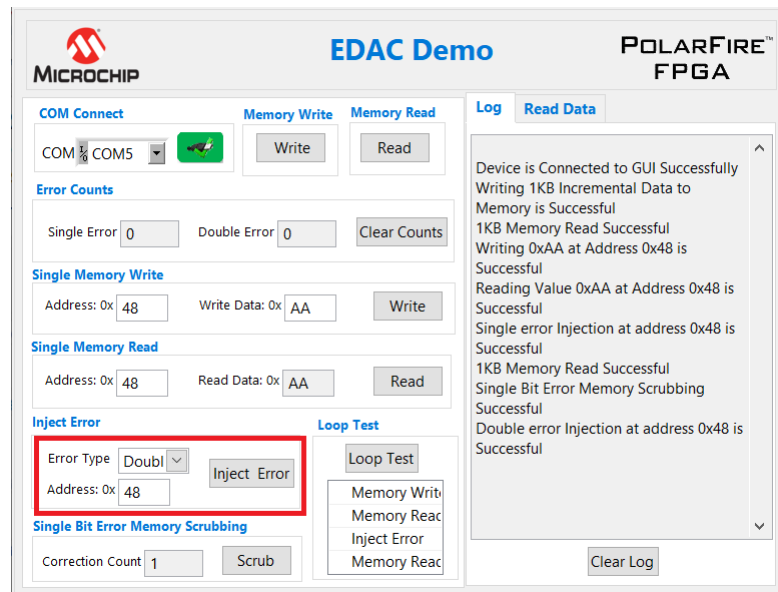 MICROCHIP
EDAC Demo
POLARFIRE™
FPGA
COM Connect
COM COM5
Memory Write
Write
Memory Read
Read
Error Counts
Single Error 0
Double Error 0
Clear Counts
Single Memory Write
Address: 0x 48
Write Data: 0x AA
Write
Single Memory Read
Address: 0x 48
Read Data: 0x AA
Read
Inject Error
Error Type Doubl
Address: 0x 48
Inject Error
Loop Test
Loop Test
Memory Writ
Memory Reac
Inject Error
Memory Reac
Single Bit Error Memory Scrubbing
Correction Count 1
Scrub
Log
Read Data
Device is Connected to GUI Successfully
Writing 1KB Incremental Data to
Memory is Successful
1KB Memory Read Successful
Writing 0xAA at Address 0x48 is
Successful
Reading Value 0xAA at Address 0x48 is
Successful
Single error Injection at address 0x48 is
Successful
1KB Memory Read Successful
Single Bit Error Memory Scrubbing
Successful
Double error Injection at address 0x48 is
Successful
Clear Log